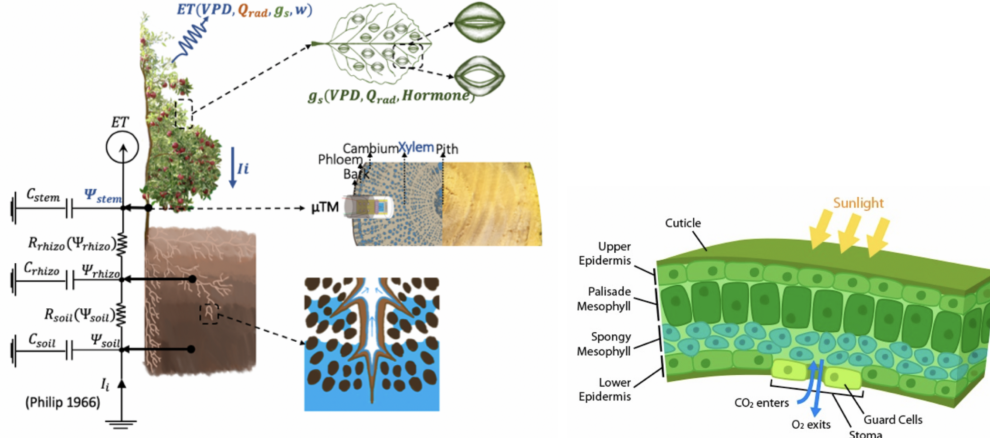 ET(VPD, Q_rad, g_s, w)
g_s(VPD, Q_rad, Hormone)
ET
I_i
Cambium Xylem Pith
Phloem
Bark
μTM
C_stem Ψ_stem
R_rhizo(Ψ_rhizo)
C_rhizo Ψ_rhizo
R_soil(Ψ_soil)
C_soil Ψ_soil
I_i
(Philip 1966)
Sunlight
Cuticle
Upper
Epidermis
Palisade
Mesophyll
Spongy
Mesophyll
Lower
Epidermis
CO₂ enters
O₂ exits
Guard Cells
Stoma